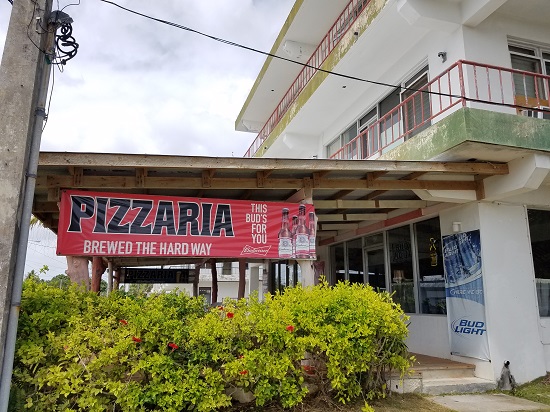 PIZZARIA
BREWED THE HARD WAY
THIS
BUD'S
FOR
YOU
Budweiser
BUD
LIGHT